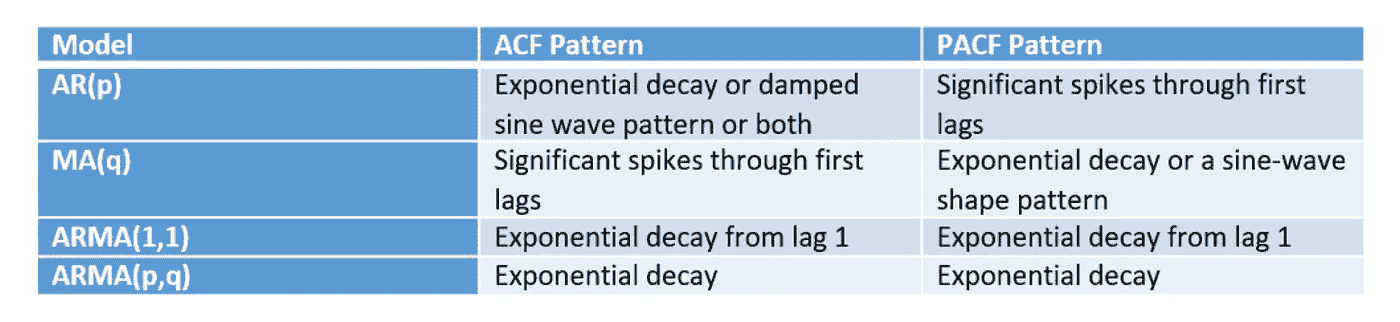 Model ACF Pattern PACF Pattern
AR(p) Exponential decay or damped Significant spikes through first
sine wave pattern or both lags
MA(q) Significant spikes through first Exponential decay or a sine-wave
lags shape pattern
ARMA(1,1) Exponential decay from lag 1 Exponential decay from lag 1
ARMA(p,q) Exponential decay Exponential decay